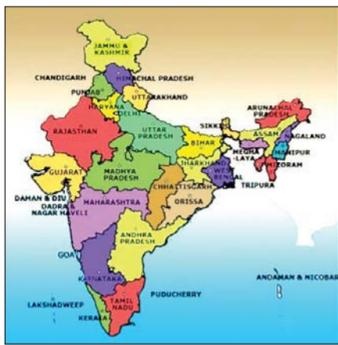 JAMMU &
KASHMIR
CHANDIGARH
HIMACHAL PRADESH
PUNJAB
UTTARAKHAND
HARYANA
DELHI
ARUNACHAL
PRADESH
RAJASTHAN
UTTAR
PRADESH
SIKKIM
ASSAM
NAGALAND
BIHAR
MEGHA
-LAYA
MANIPUR
GUJARAT
MADHYA
PRADESH
JHARKHAND
WEST
BENGAL
MIZORAM
TRIPURA
CHHATISGARH
DAMAN & DIU
DADRA &
NAGAR HAVELI
MAHARASHTRA
ORISSA
ANDHRA
PRADESH
GOA
KARNATAKA
ANDAMAN & NICOBAR
PUDUCHERRY
LAKSHADWEEP
TAMIL
NADU
KERALA